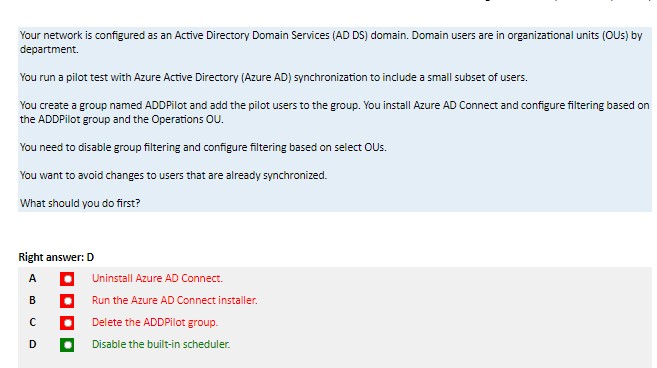 Your network is configured as an Active Directory Domain Services (AD DS) domain. Domain users are in organizational units (OUs) by
department.
You run a pilot test with Azure Active Directory (Azure AD) synchronization to include a small subset of users.
You create a group named ADDPilot and add the pilot users to the group. You install Azure AD Connect and configure filtering based on
the ADDPilot group and the Operations OU.
You need to disable group filtering and configure filtering based on select OUs.
You want to avoid changes to users that are already synchronized.
What should you do first?
Right answer: D
A Uninstall Azure AD Connect.
B Run the Azure AD Connect installer.
C Delete the ADDPilot group.
D Disable the built-in scheduler.